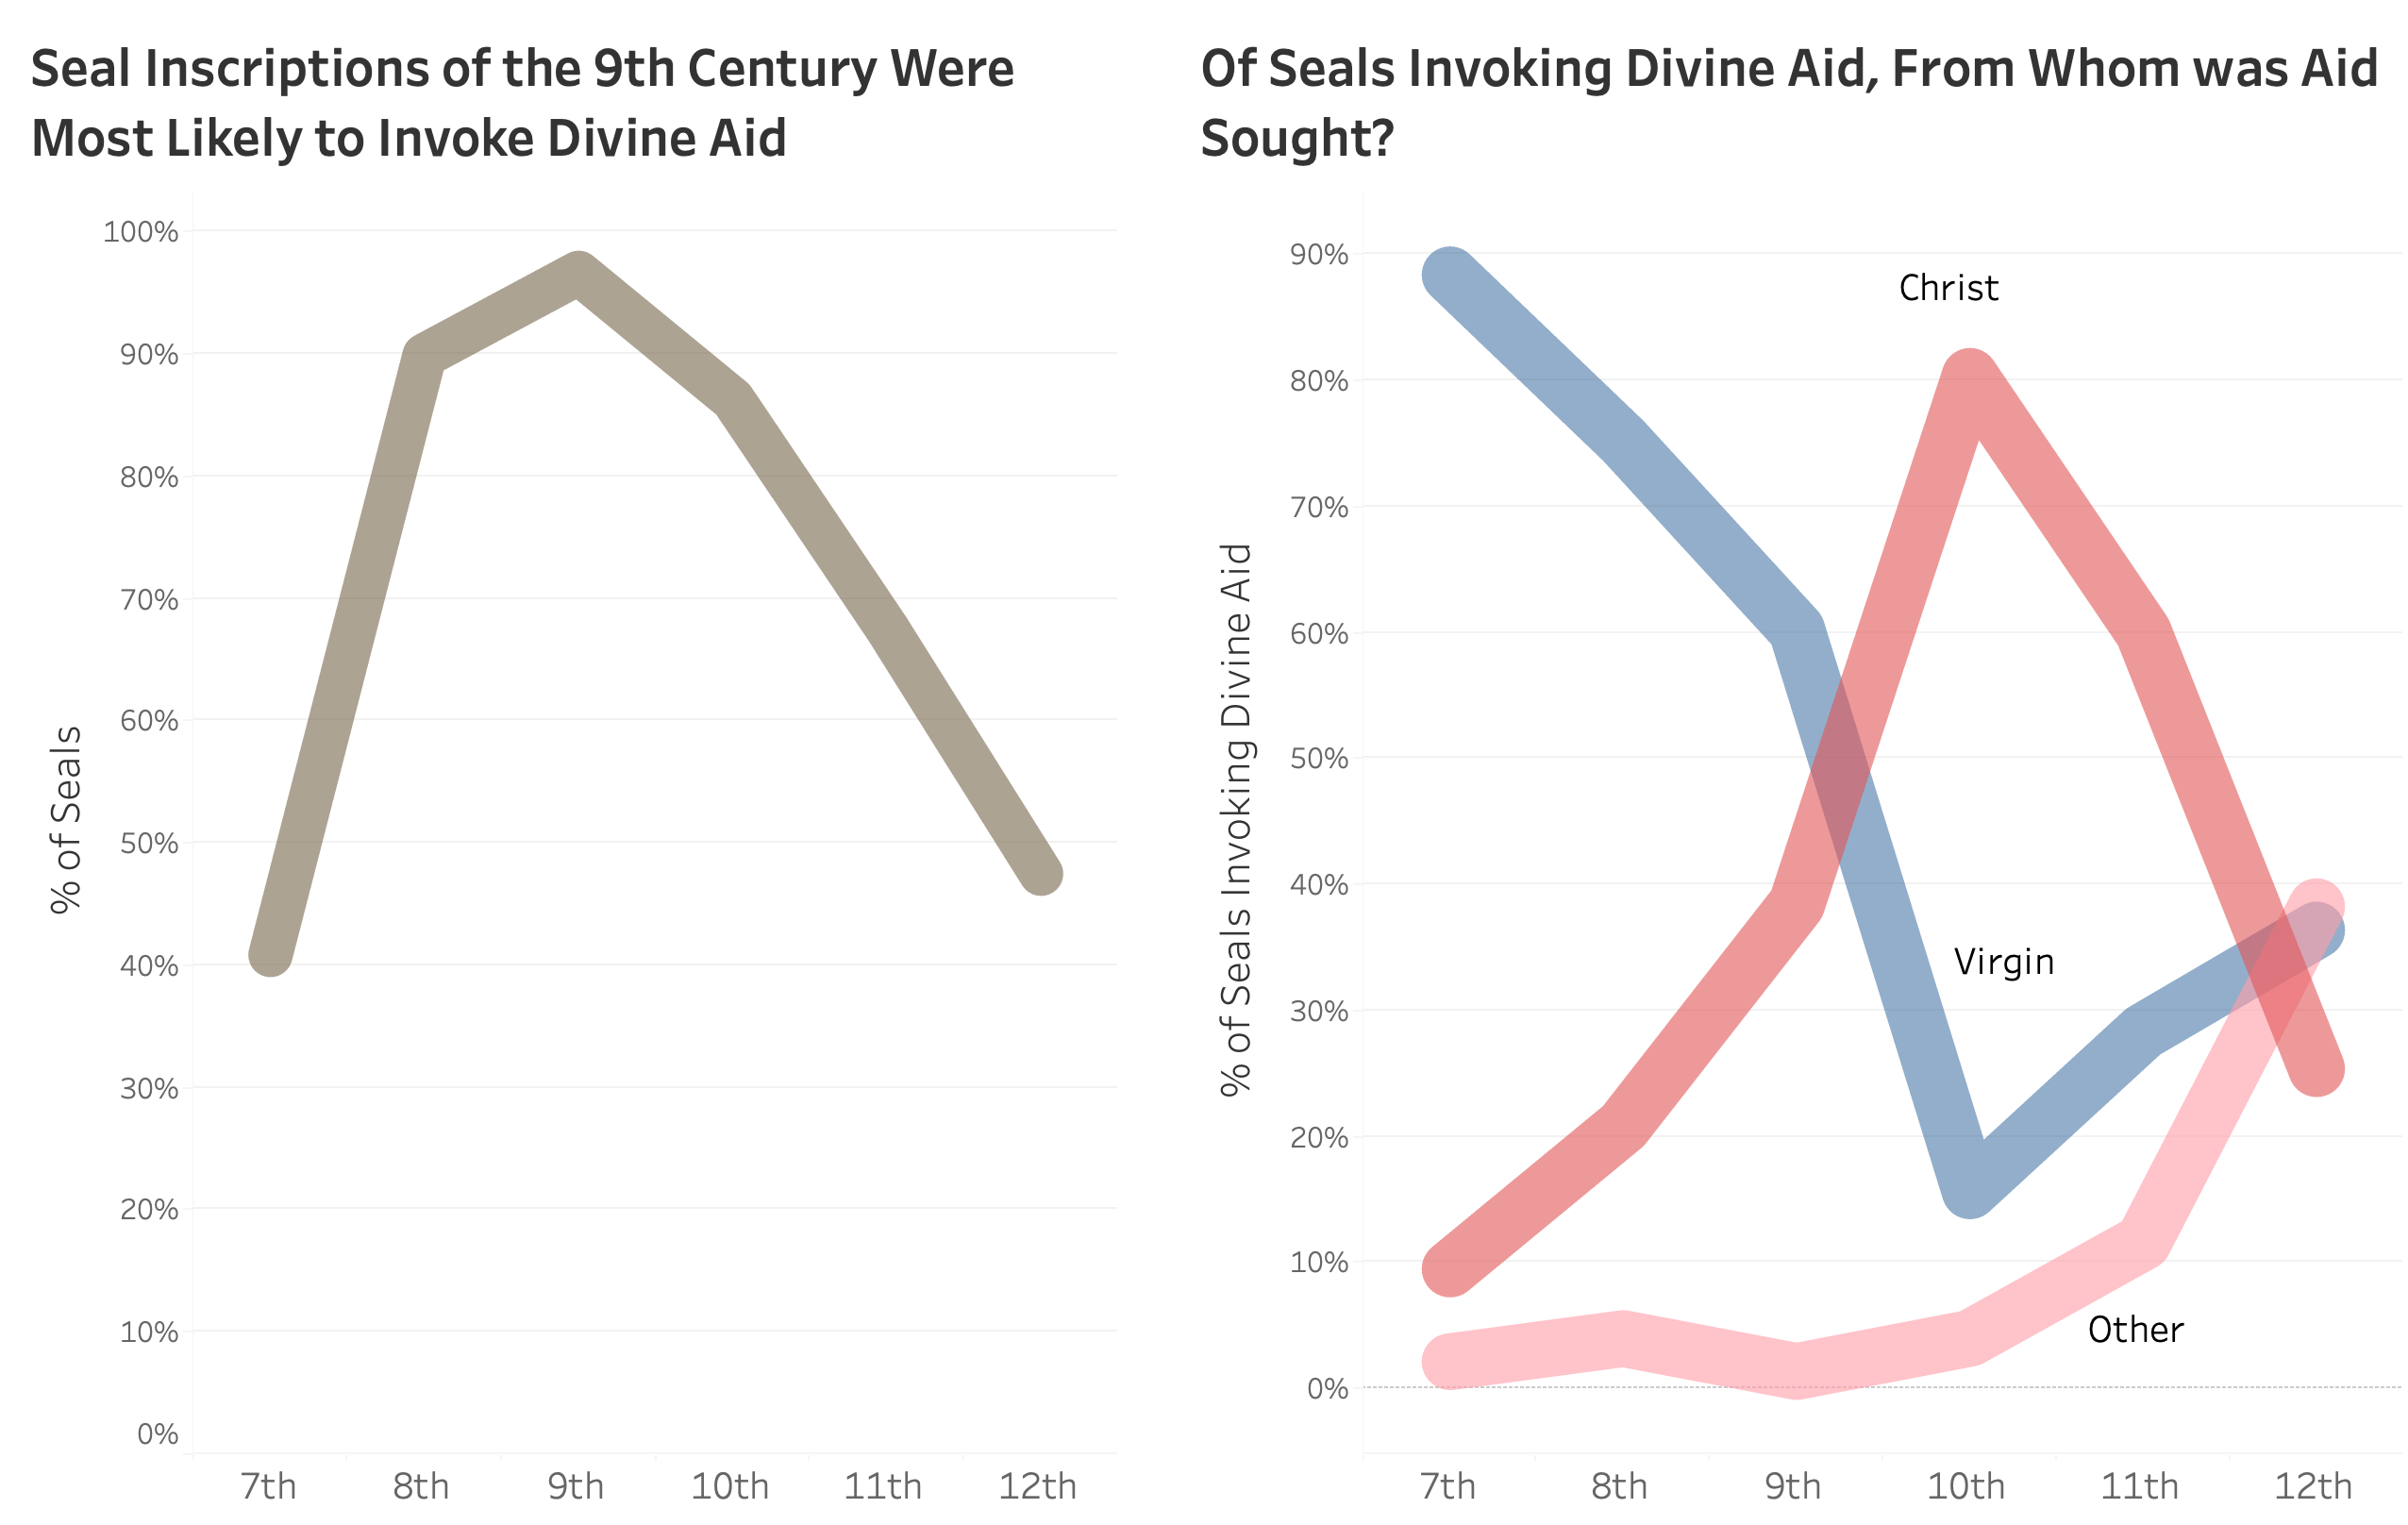 Seal Inscriptions of the 9th Century Were
Most Likely to Invoke Divine Aid
100%
90%
80%
70%
60%
50%
40%
30%
20%
10%
0%
% of Seals
7th 8th 9th 10th 11th 12th
Of Seals Invoking Divine Aid, From Whom was Aid
Sought?
90%
80%
70%
60%
50%
40%
30%
20%
10%
0%
% of Seals Invoking Divine Aid
Christ
Virgin
Other
7th 8th 9th 10th 11th 12th